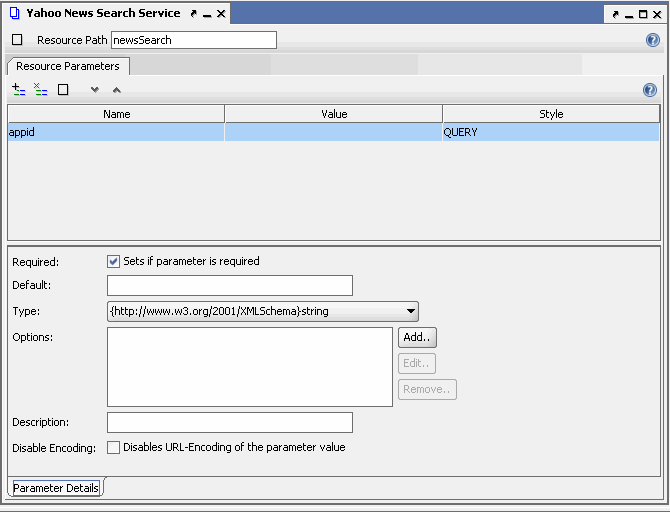 Yahoo News Search Service
Resource Path newsSearch
Resource Parameters
Name Value Style
appid QUERY
Required: Sets if parameter is required
Default:
Type: {http://www.w3.org/2001/XMLSchema}string
Options: Add..
Edit..
Remove..
Description:
Disable Encoding: Disables URL-Encoding of the parameter value
Parameter Details